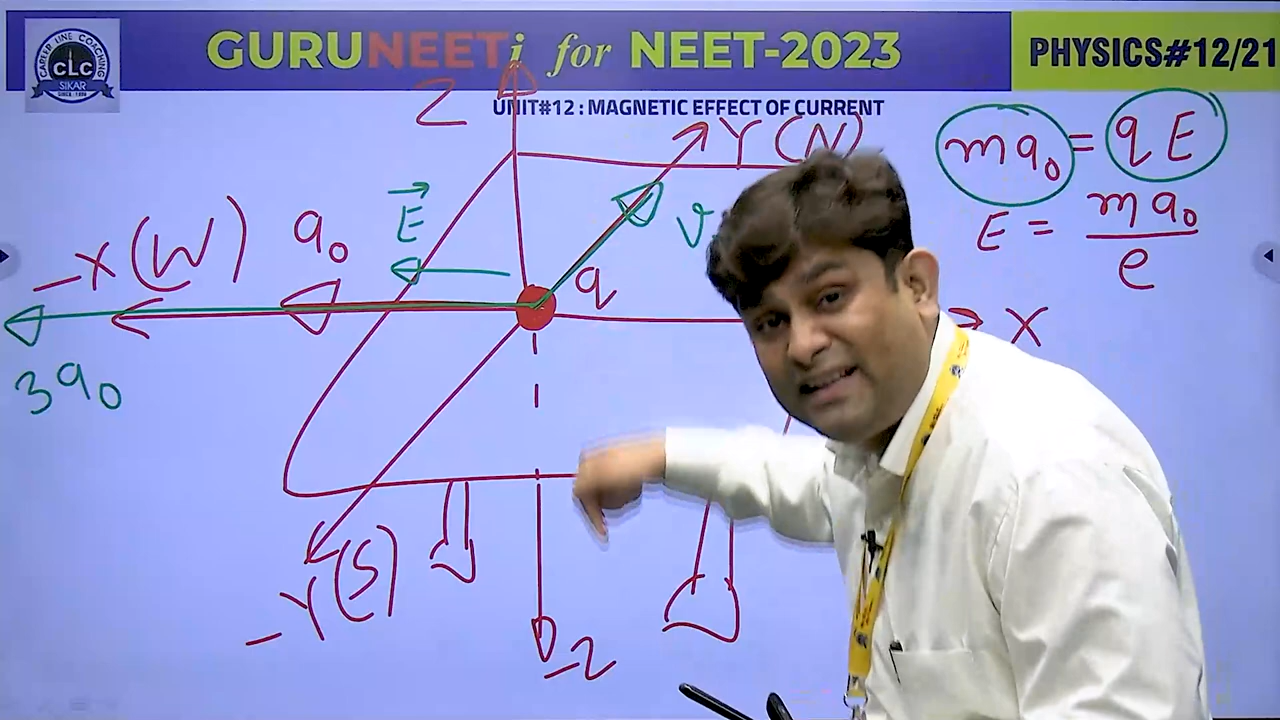 GURUNEETi for NEET-2023
PHYSICS#12/21
CAREER LINE COACHING
CLC
SIKAR
UNIT#12 : MAGNETIC EFFECT OF CURRENT
Z
Y (N)
ma₀ = qE
E = ma₀/e
-X (W)
a₀
E
v
q
X
3a₀
-Y(S)
-Z